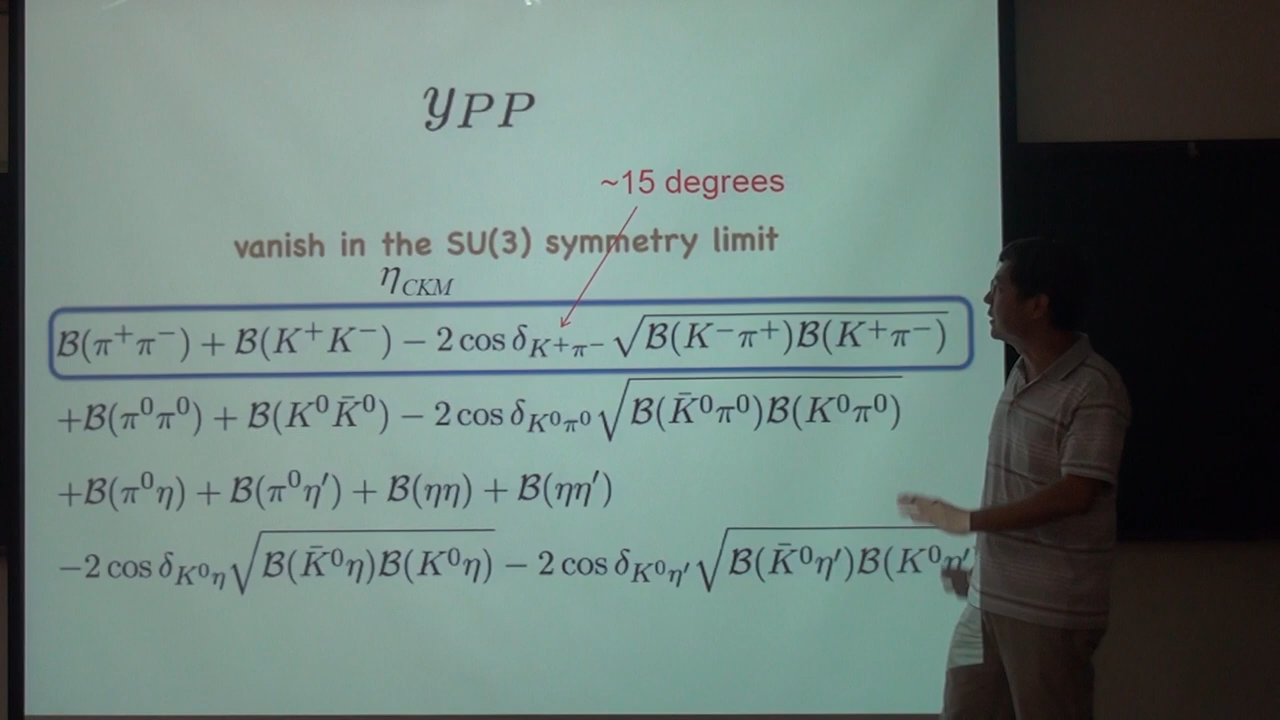 y_{PP}
~15 degrees
vanish in the SU(3) symmetry limit
η_{CKM}
ℬ(π⁺π⁻) + ℬ(K⁺K⁻) − 2 cos δ_{K⁺π⁻} √(ℬ(K⁻π⁺)ℬ(K⁺π⁻))
+ℬ(π⁰π⁰) + ℬ(K⁰K̄⁰) − 2 cos δ_{K⁰π⁰} √(ℬ(K̄⁰π⁰)ℬ(K⁰π⁰))
+ℬ(π⁰η) + ℬ(π⁰η′) + ℬ(ηη) + ℬ(ηη′)
−2 cos δ_{K⁰η} √(ℬ(K̄⁰η)ℬ(K⁰η)) − 2 cos δ_{K⁰η′} √(ℬ(K̄⁰η′)ℬ(K⁰η′